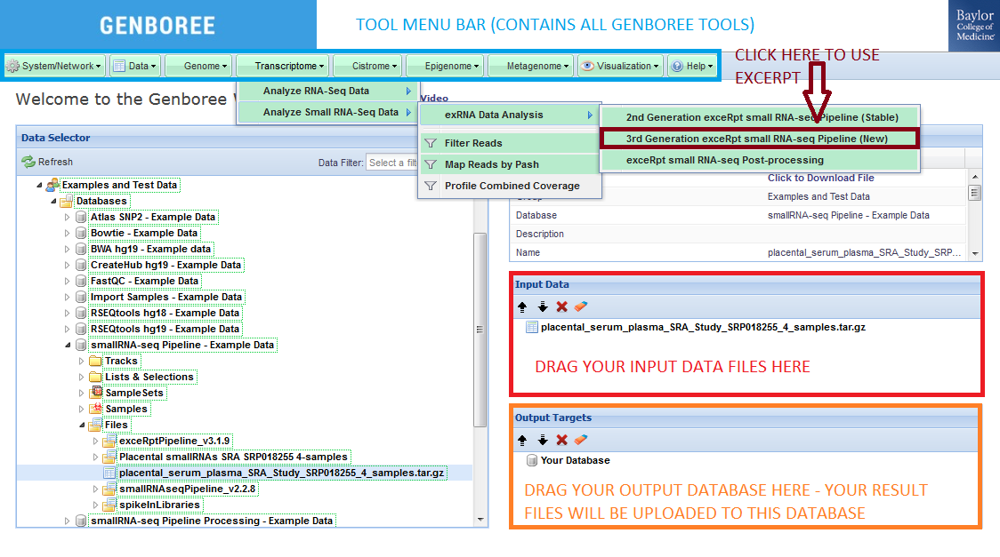 GENBOREE
TOOL MENU BAR (CONTAINS ALL GENBOREE TOOLS)
Baylor
College of
Medicine
System/Network
Data
Genome
Transcriptome
Cistrome
Epigenome
Metagenome
Visualization
Help
CLICK HERE TO USE
EXCERPT
Welcome to the Genboree
Analyze RNA-Seq Data
Analyze Small RNA-Seq Data
Video
exRNA Data Analysis
Filter Reads
Map Reads by Pash
Profile Combined Coverage
2nd Generation exceRpt small RNA-seq Pipeline (Stable)
3rd Generation exceRpt small RNA-seq Pipeline (New)
exceRpt small RNA-seq Post-processing
Data Selector
Refresh
Data Filter:
Select a
Examples and Test Data
Databases
Atlas SNP2 - Example Data
Bowtie - Example Data
BWA hg19 - Example data
CreateHub hg19 - Example Data
FastQC - Example Data
Import Samples - Example Data
RSEQtools hg18 - Example Data
RSEQtools hg19 - Example Data
smallRNA-seq Pipeline - Example Data
Tracks
Lists & Selections
SampleSets
Samples
Files
exceRptPipeline_v3.1.9
Placental smallRNAs SRA SRP018255 4-samples
placental_serum_plasma_SRA_Study_SRP018255_4_samples.tar.gz
smallRNAseqPipeline_v2.2.8
spikeInLibraries
smallRNA-seq Pipeline Processing - Example Data
Click to Download File
Examples and Test Data
Database
smallRNA-seq Pipeline - Example Data
Description
Name
placental_serum_plasma_SRA_Study_SRP...
Input Data
placental_serum_plasma_SRA_Study_SRP018255_4_samples.tar.gz
DRAG YOUR INPUT DATA FILES HERE
Output Targets
Your Database
DRAG YOUR OUTPUT DATABASE HERE - YOUR RESULT
FILES WILL BE UPLOADED TO THIS DATABASE